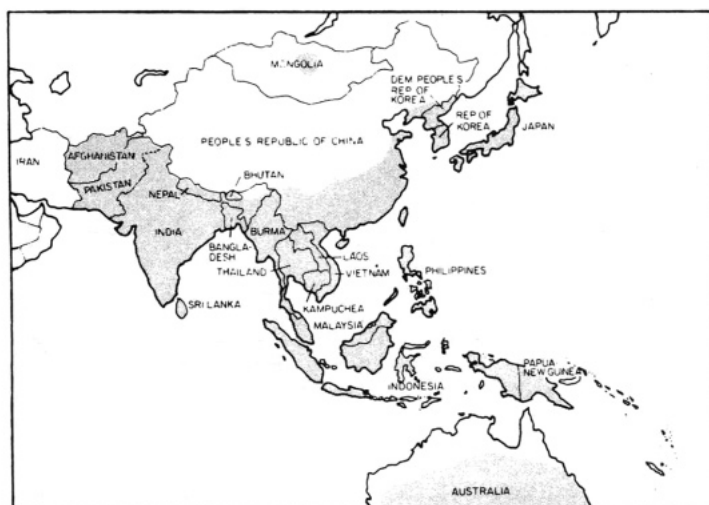 MONGOLIA
DEM PEOPLE'S
REP OF
KOREA
REP OF
KOREA
JAPAN
PEOPLE'S REPUBLIC OF CHINA
IRAN
AFGHANISTAN
PAKISTAN
NEPAL
BHUTAN
INDIA
BURMA
BANGLA-
DESH
LAOS
THAILAND
VIETNAM
PHILIPPINES
SRI LANKA
KAMPUCHEA
MALAYSIA
INDONESIA
PAPUA
NEW GUINEA
AUSTRALIA